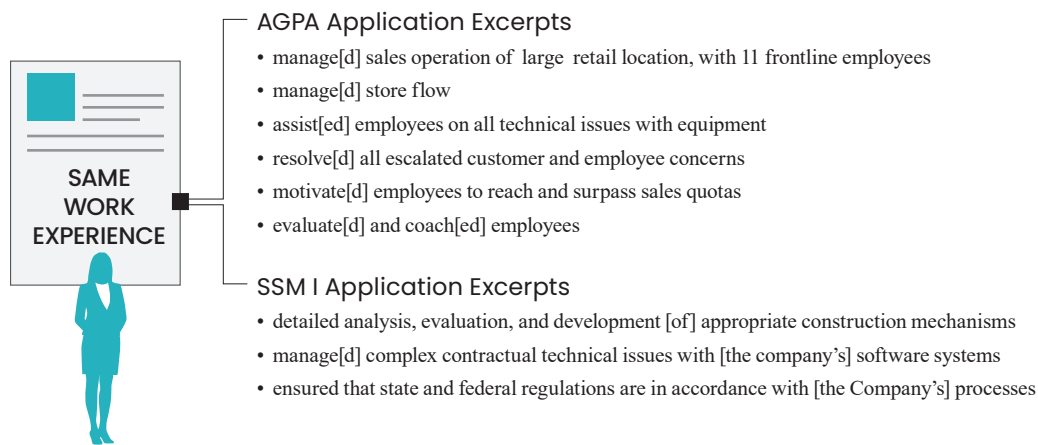 AGPA Application Excerpts
• manage[d] sales operation of large retail location, with 11 frontline employees
• manage[d] store flow
• assist[ed] employees on all technical issues with equipment
• resolve[d] all escalated customer and employee concerns
• motivate[d] employees to reach and surpass sales quotas
• evaluate[d] and coach[ed] employees
SAME
WORK
EXPERIENCE
SSM I Application Excerpts
• detailed analysis, evaluation, and development [of] appropriate construction mechanisms
• manage[d] complex contractual technical issues with [the company’s] software systems
• ensured that state and federal regulations are in accordance with [the Company’s] processes